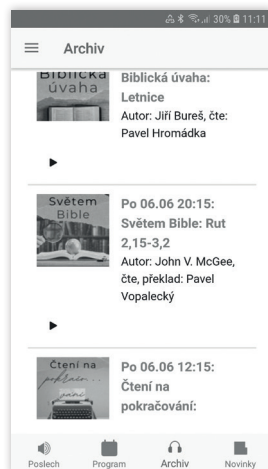 30% 11:11
Archiv
Biblická
úvaha
Biblická úvaha:
Letnice
Autor: Jiří Bureš, čte:
Pavel Hromádka
Světem
Bible
Po 06.06 20:15:
Světem Bible: Rut
2,15-3,2
Autor: John V. McGee,
čte, překlad: Pavel
Vopalecký
Čtení na
pokračov...
ání
Po 06.06 12:15:
Čtení na
pokračování:
Poslech
Program
Archiv
Novinky